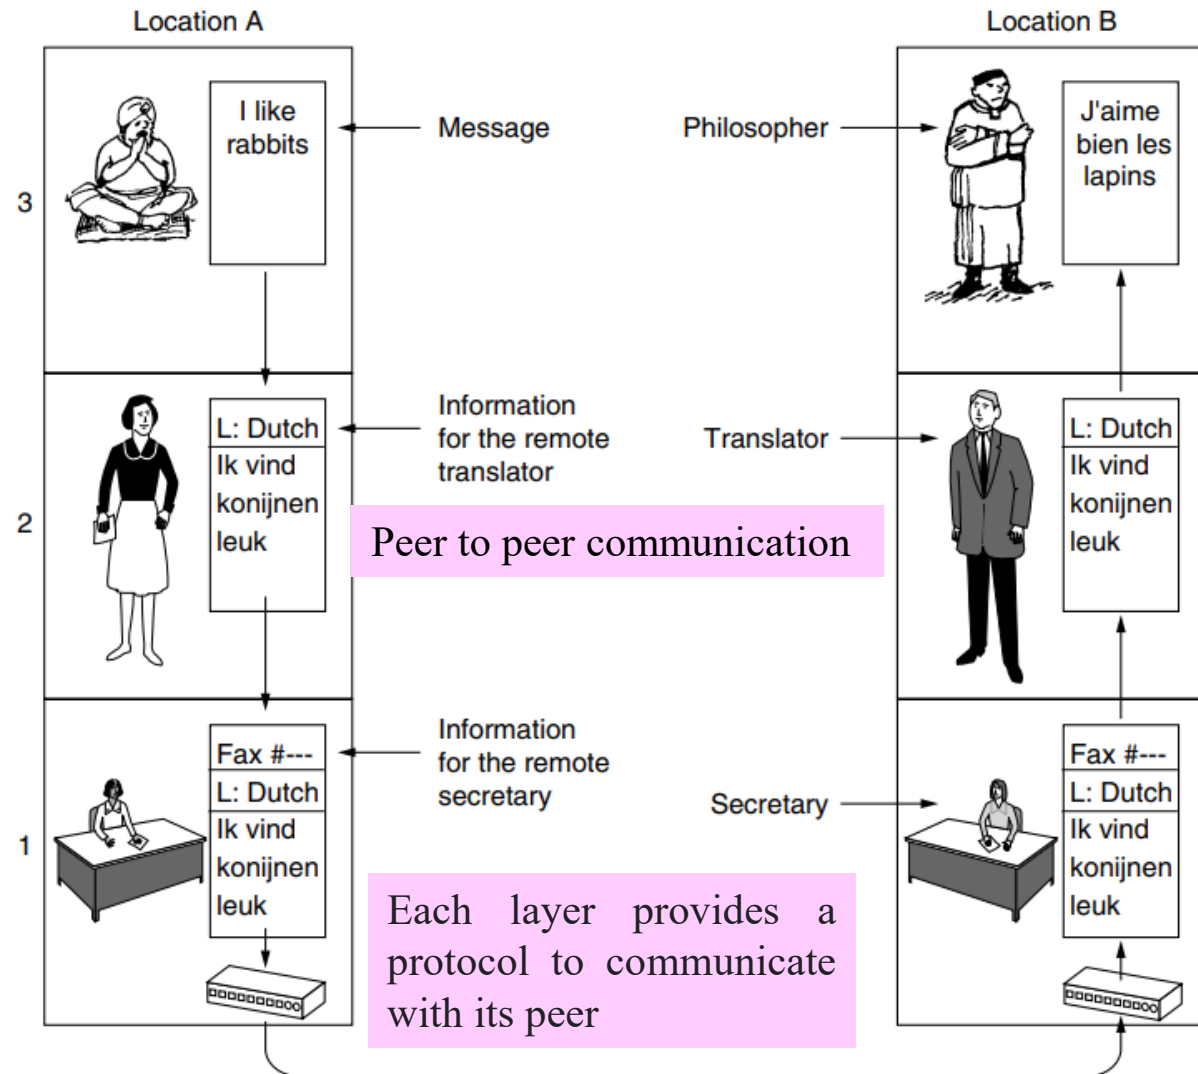 Location A
Location B
3
I like
rabbits
Message
Philosopher
J'aime
bien les
lapins
2
L: Dutch
Ik vind
konijnen
leuk
Information
for the remote
translator
Translator
L: Dutch
Ik vind
konijnen
leuk
Peer to peer communication
1
Fax #---
L: Dutch
Ik vind
konijnen
leuk
Information
for the remote
secretary
Secretary
Fax #---
L: Dutch
Ik vind
konijnen
leuk
Each layer provides a
protocol to communicate
with its peer